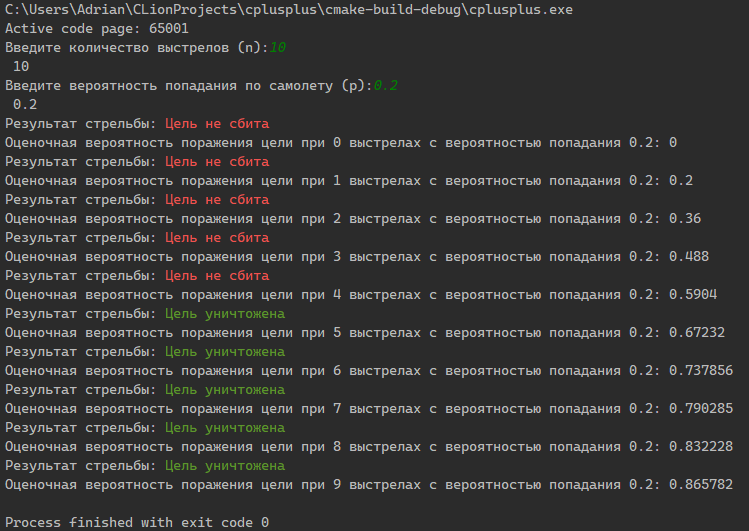 C:\Users\Adrian\CLionProjects\cplusplus\cmake-build-debug\cplusplus.exe
Active code page: 65001
Введите количество выстрелов (n):10
10
Введите вероятность попадания по самолету (p):0.2
0.2
Результат стрельбы: Цель не сбита
Оценочная вероятность поражения цели при 0 выстрелах с вероятностью попадания 0.2: 0
Результат стрельбы: Цель не сбита
Оценочная вероятность поражения цели при 1 выстрелах с вероятностью попадания 0.2: 0.2
Результат стрельбы: Цель не сбита
Оценочная вероятность поражения цели при 2 выстрелах с вероятностью попадания 0.2: 0.36
Результат стрельбы: Цель не сбита
Оценочная вероятность поражения цели при 3 выстрелах с вероятностью попадания 0.2: 0.488
Результат стрельбы: Цель не сбита
Оценочная вероятность поражения цели при 4 выстрелах с вероятностью попадания 0.2: 0.5904
Результат стрельбы: Цель уничтожена
Оценочная вероятность поражения цели при 5 выстрелах с вероятностью попадания 0.2: 0.67232
Результат стрельбы: Цель уничтожена
Оценочная вероятность поражения цели при 6 выстрелах с вероятностью попадания 0.2: 0.737856
Результат стрельбы: Цель уничтожена
Оценочная вероятность поражения цели при 7 выстрелах с вероятностью попадания 0.2: 0.790285
Результат стрельбы: Цель уничтожена
Оценочная вероятность поражения цели при 8 выстрелах с вероятностью попадания 0.2: 0.832228
Результат стрельбы: Цель уничтожена
Оценочная вероятность поражения цели при 9 выстрелах с вероятностью попадания 0.2: 0.865782
Process finished with exit code 0